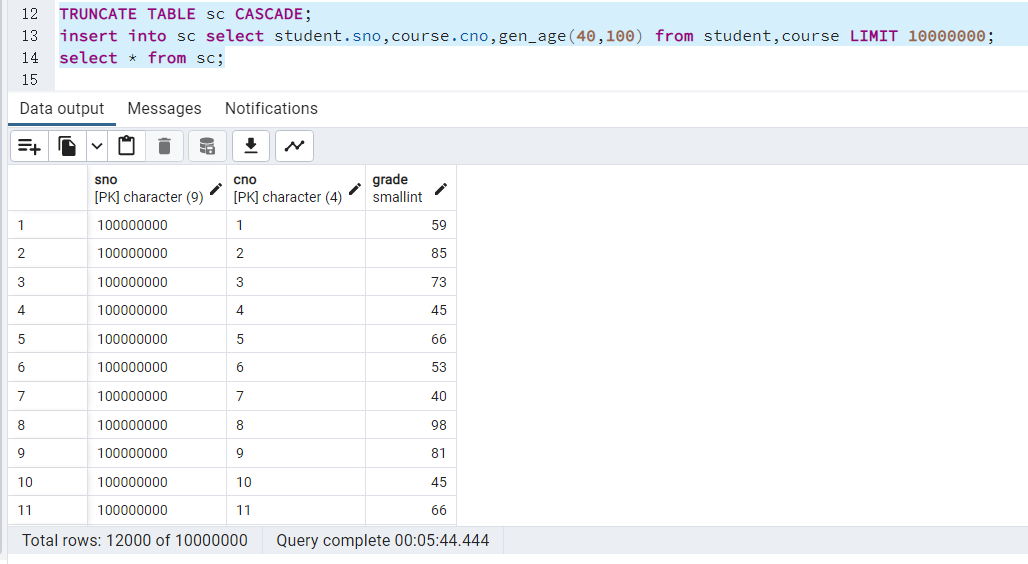 12 TRUNCATE TABLE sc CASCADE;
13 insert into sc select student.sno,course.cno,gen_age(40,100) from student,course LIMIT 10000000;
14 select * from sc;
15
Data output Messages Notifications
sno cno grade
[PK] character (9) [PK] character (4) smallint
1 100000000 1 59
2 100000000 2 85
3 100000000 3 73
4 100000000 4 45
5 100000000 5 66
6 100000000 6 53
7 100000000 7 40
8 100000000 8 98
9 100000000 9 81
10 100000000 10 45
11 100000000 11 66
Total rows: 12000 of 10000000 Query complete 00:05:44.444